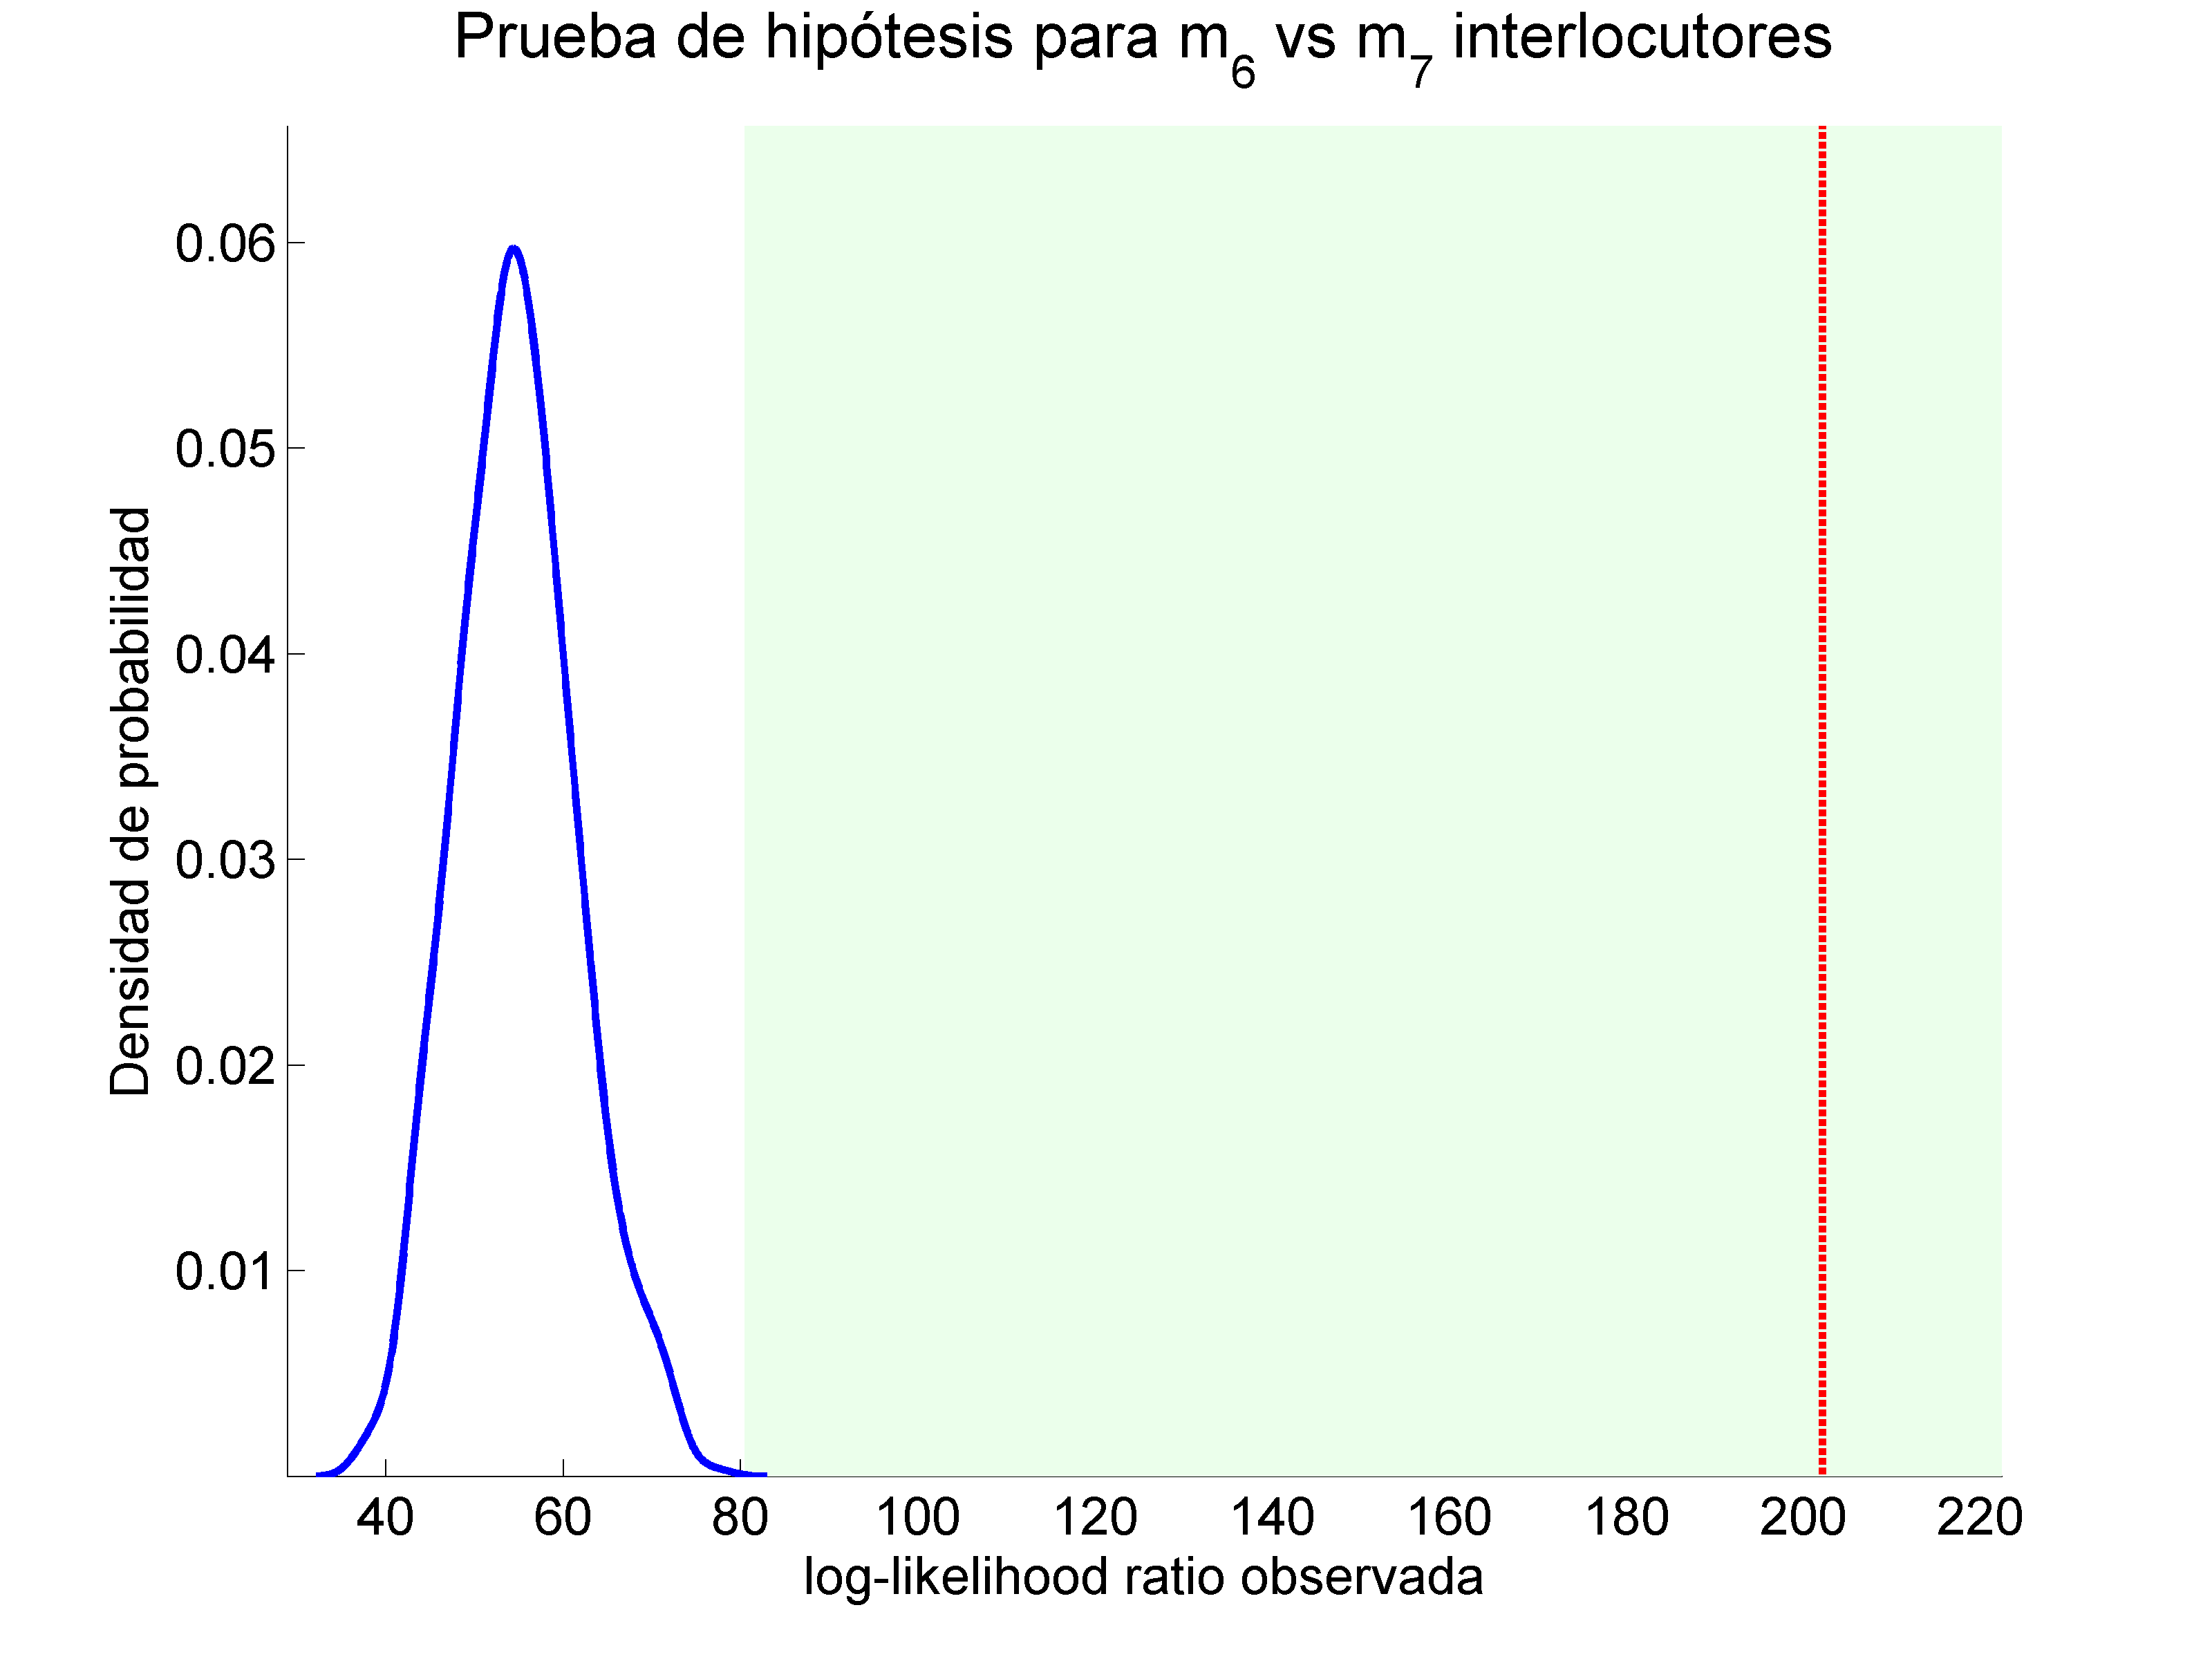 Prueba de hipótesis para m6 vs m7 interlocutores
0.06
0.05
0.04
0.03
0.02
0.01
Densidad de probabilidad
40 60 80 100 120 140 160 180 200 220
log-likelihood ratio observada